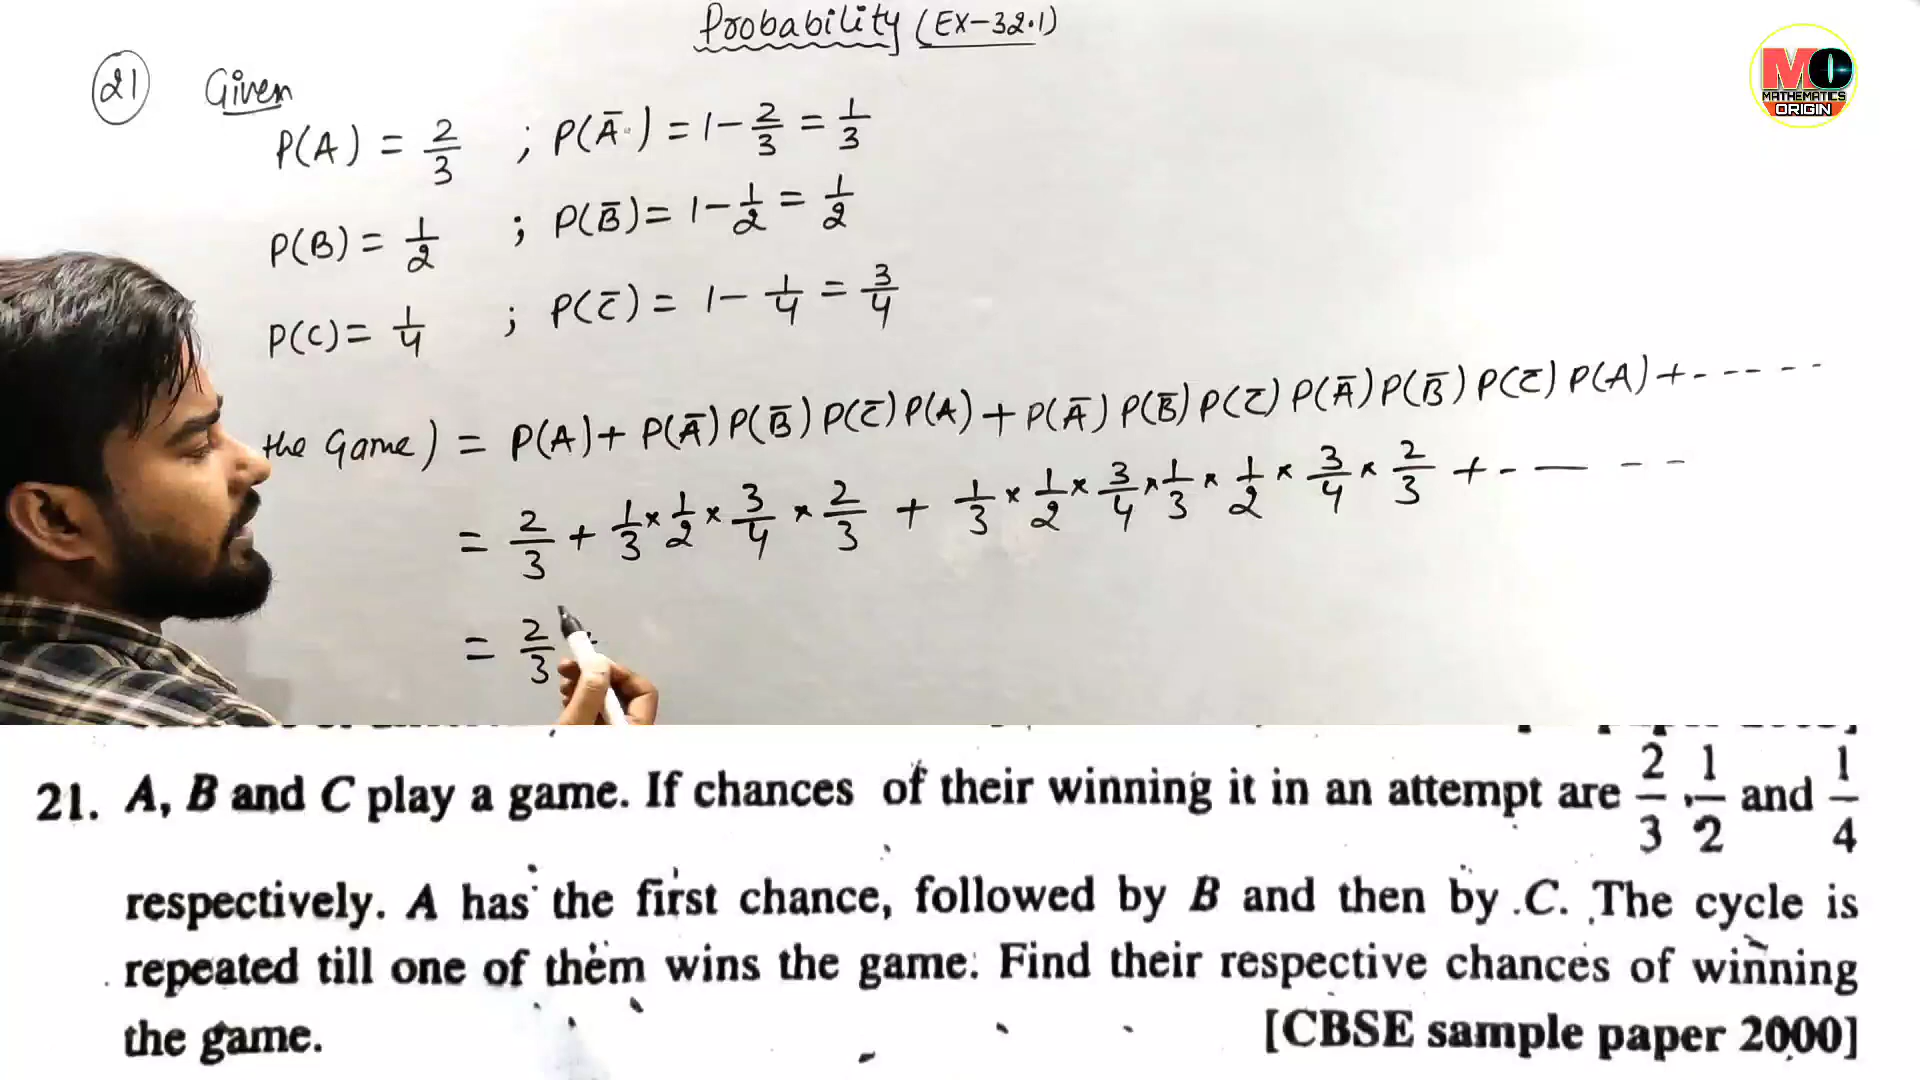 Probability (EX-32.1)
MO
MATHEMATICS
ORIGIN
21 Given
P(A) = 2/3 ; P(Ā) = 1 - 2/3 = 1/3
P(B) = 1/2 ; P(B̄) = 1 - 1/2 = 1/2
P(C) = 1/4 ; P(C̄) = 1 - 1/4 = 3/4
the Game) = P(A) + P(Ā) P(B̄) P(C̄) P(A) + P(Ā) P(B̄) P(C̄) P(Ā) P(B̄) P(C̄) P(A) + - - - - -
= 2/3 + 1/3 × 1/2 × 3/4 × 2/3 + 1/3 × 1/2 × 3/4 × 1/3 × 1/2 × 3/4 × 2/3 + - — - -
= 2/3
21. A, B and C play a game. If chances of their winning it in an attempt are 2/3, 1/2 and 1/4
respectively. A has the first chance, followed by B and then by C. The cycle is
repeated till one of them wins the game. Find their respective chances of winning
the game. [CBSE sample paper 2000]